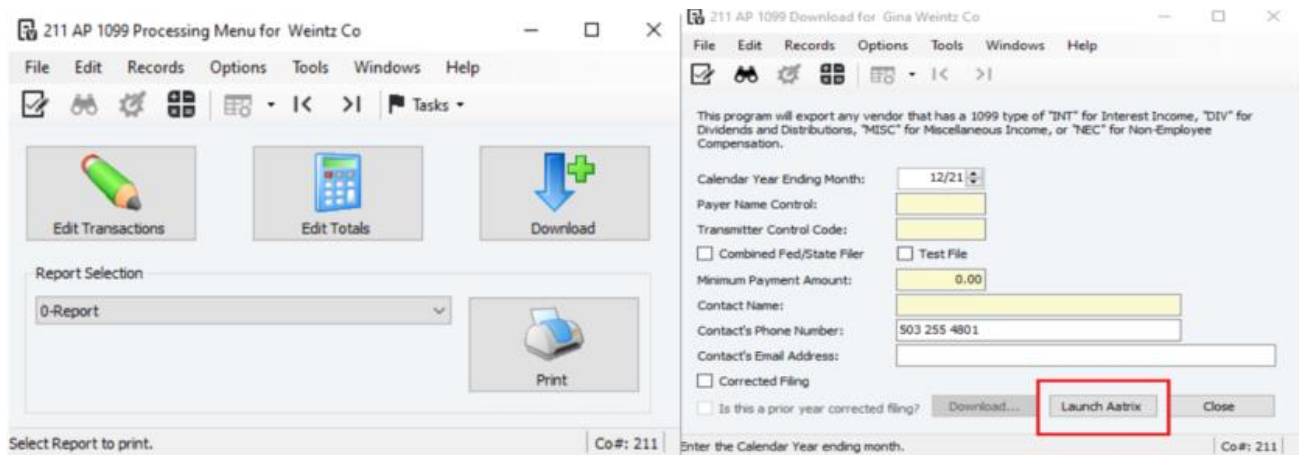 211 AP 1099 Processing Menu for Weintz Co
File Edit Records Options Tools Windows Help
Tasks
Edit Transactions
Edit Totals
Download
Report Selection
0-Report
Print
Select Report to print.
Co#: 211
211 AP 1099 Download for Gina Weintz Co
File Edit Records Options Tools Windows Help
This program will export any vendor that has a 1099 type of "INT" for Interest Income, "DIV" for
Dividends and Distributions, "MISC" for Miscellaneous Income, or "NEC" for Non-Employee
Compensation.
Calendar Year Ending Month: 12/21
Payer Name Control:
Transmitter Control Code:
Combined Fed/State Filer Test File
Minimum Payment Amount: 0.00
Contact Name:
Contact's Phone Number: 503 255 4801
Contact's Email Address:
Corrected Filing
Is this a prior year corrected filing? Download... Launch Aatrix Close
Enter the Calendar Year ending month. Co#: 211